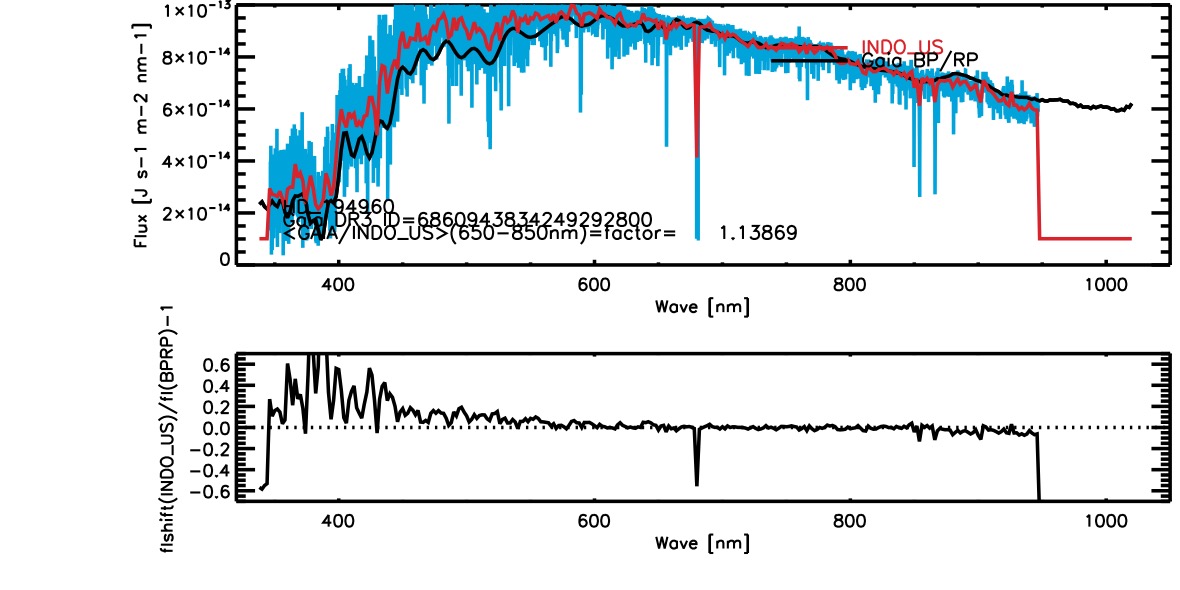 1×10⁻¹³
8×10⁻¹⁴
6×10⁻¹⁴
4×10⁻¹⁴
2×10⁻¹⁴
0
Flux [J s−1 m−2 nm−1]
INDO_US
Gaia BP/RP
HD_194960
Gaia DR3 ID=6860943834249292800
<GAIA/INDO_US>(650−850nm)=factor= 1.13869
400 600 800 1000
Wave [nm]
flshift(INDO_US)/fl(BPRP)−1
0.6
0.4
0.2
0.0
−0.2
−0.4
−0.6
400 600 800 1000
Wave [nm]